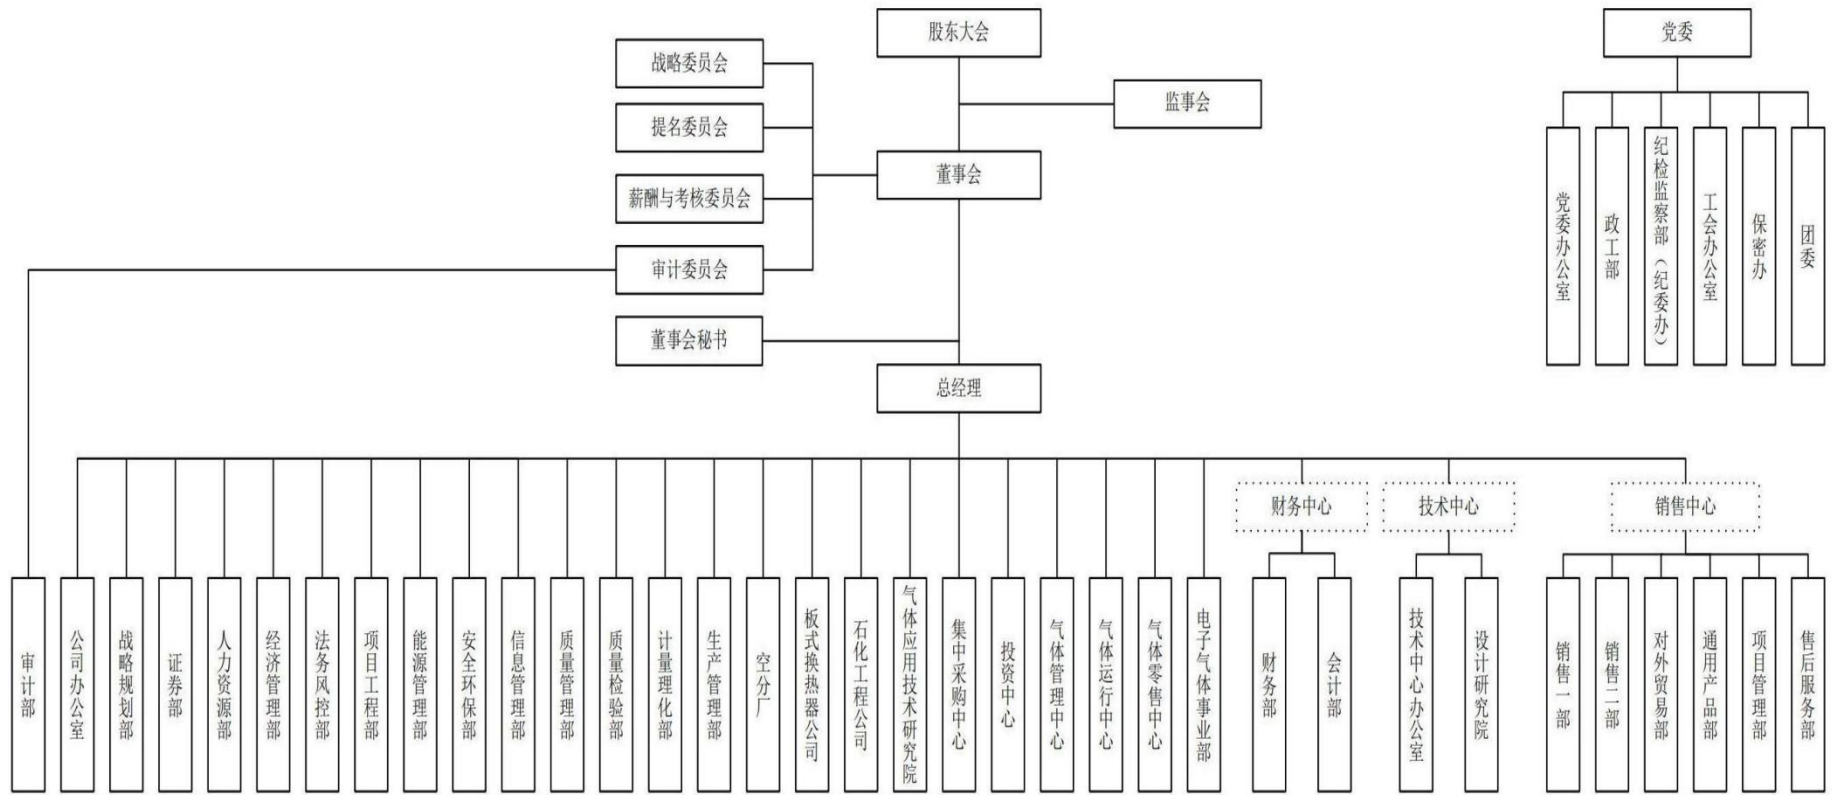 股东大会
党委
战略委员会
监事会
提名委员会
董事会
薪酬与考核委员会
审计委员会
董事会秘书
总经理
党委办公室
政工部
纪检监察部（纪委办）
工会办公室
保密办
团委
财务中心
技术中心
销售中心
审计部
公司办公室
战略规划部
证券部
人力资源部
经济管理部
法务风控部
项目工程部
能源管理部
安全环保部
信息管理部
质量管理部
质量检验部
计量理化部
生产管理部
空分厂
板式换热器公司
石化工程公司
气体应用技术研究院
集中采购中心
投资中心
气体管理中心
气体运行中心
气体零售中心
电子气体事业部
财务部
会计部
技术中心办公室
设计研究院
销售一部
销售二部
对外贸易部
通用产品部
项目管理部
售后服务部